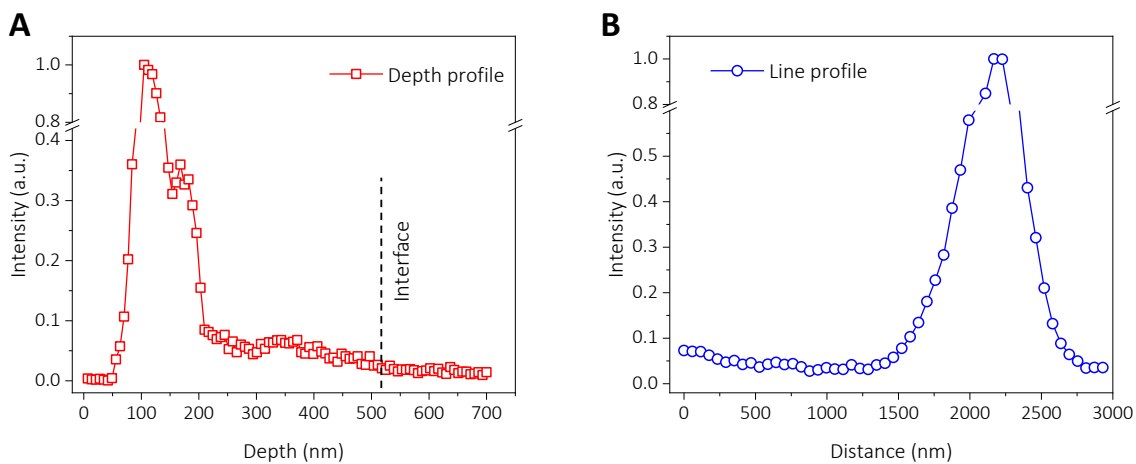 A
Depth profile
Intensity (a.u.)
1.0
0.8
0.4
0.3
0.2
0.1
0.0
Interface
0 100 200 300 400 500 600 700
Depth (nm)
B
Line profile
Intensity (a.u.)
1.0
0.8
0.5
0.4
0.3
0.2
0.1
0.0
0 500 1000 1500 2000 2500 3000
Distance (nm)